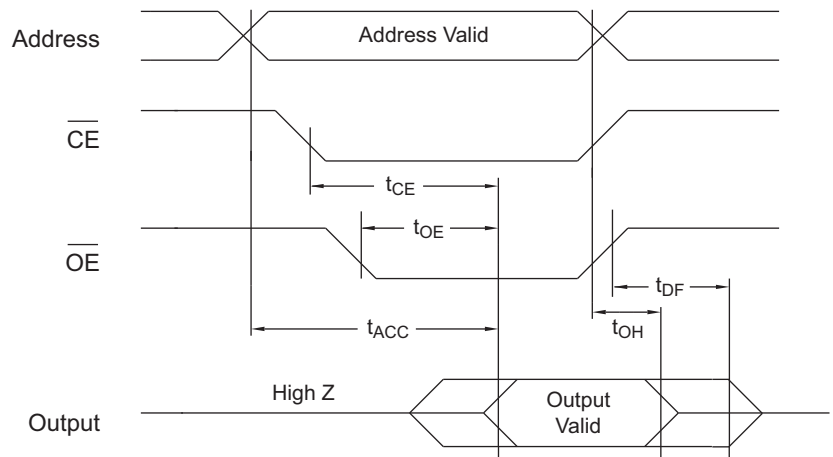 Address
Address Valid
CE
tCE
tOE
OE
tDF
tACC
tOH
High Z
Output
Output
Valid